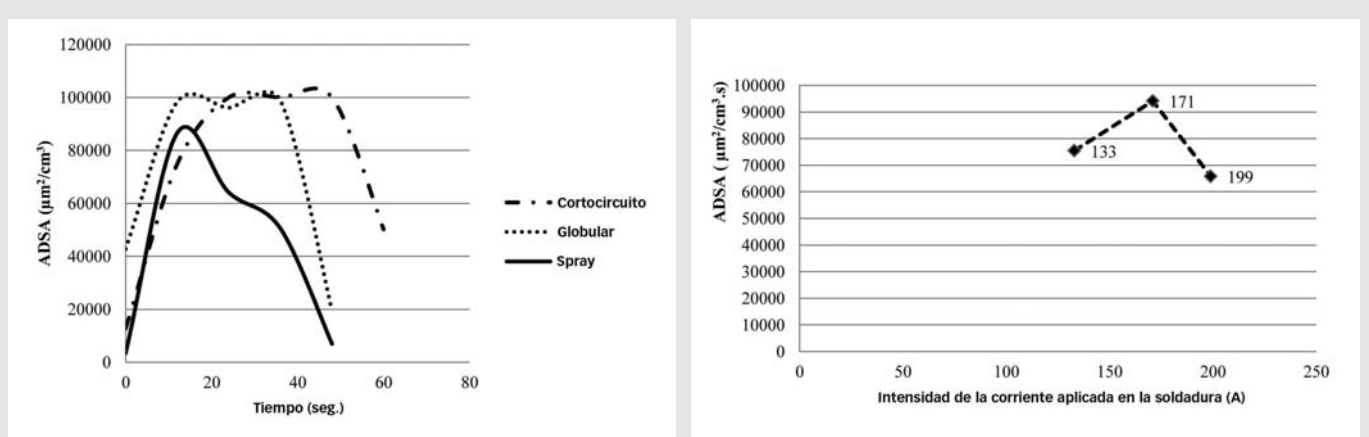 120000
100000
80000
60000
40000
20000
0
ADSA (µm²/cm³)
0 20 40 60 80
Tiempo (seg.)
Cortocircuito
Globular
Spray
100000
90000
80000
70000
60000
50000
40000
30000
20000
10000
0
ADSA ( µm²/cm³.s)
171
133
199
0 50 100 150 200 250
Intensidad de la corriente aplicada en la soldadura (A)